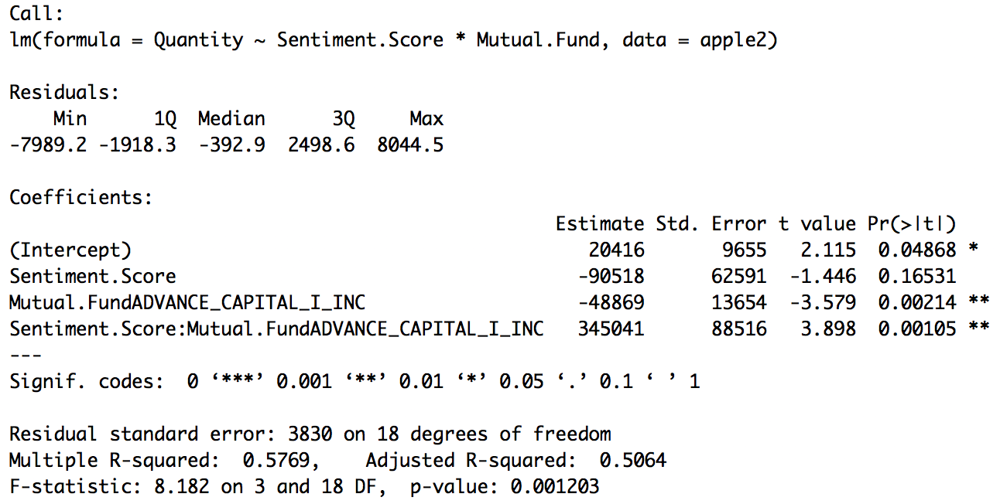 Call:
lm(formula = Quantity ~ Sentiment.Score * Mutual.Fund, data = apple2)
Residuals:
Min 1Q Median 3Q Max
-7989.2 -1918.3 -392.9 2498.6 8044.5
Coefficients:
Estimate Std. Error t value Pr(>|t|)
(Intercept) 20416 9655 2.115 0.04868 *
Sentiment.Score -90518 62591 -1.446 0.16531
Mutual.FundADVANCE_CAPITAL_I_INC -48869 13654 -3.579 0.00214 **
Sentiment.Score:Mutual.FundADVANCE_CAPITAL_I_INC 345041 88516 3.898 0.00105 **
---
Signif. codes: 0 ‘***’ 0.001 ‘**’ 0.01 ‘*’ 0.05 ‘.’ 0.1 ‘ ’ 1
Residual standard error: 3830 on 18 degrees of freedom
Multiple R-squared: 0.5769, Adjusted R-squared: 0.5064
F-statistic: 8.182 on 3 and 18 DF, p-value: 0.001203